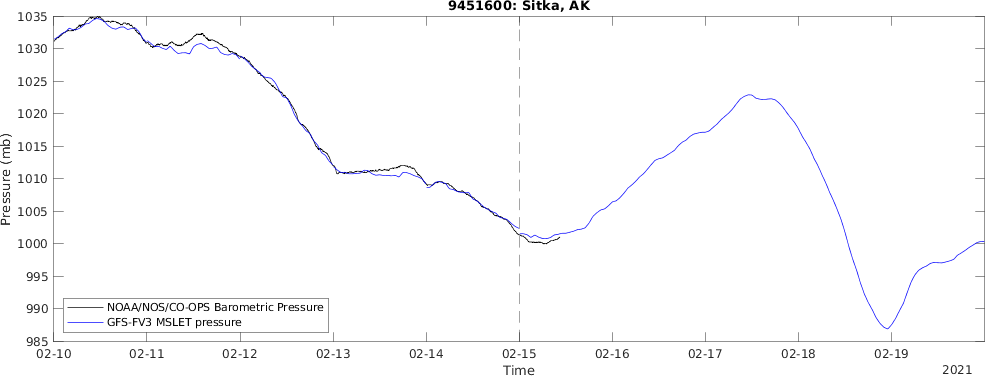 9451600: Sitka, AK
Pressure (mb)
1035
1030
1025
1020
1015
1010
1005
1000
995
990
985
NOAA/NOS/CO-OPS Barometric Pressure
GFS-FV3 MSLET pressure
02-10 02-11 02-12 02-13 02-14 02-15 02-16 02-17 02-18 02-19
Time
2021